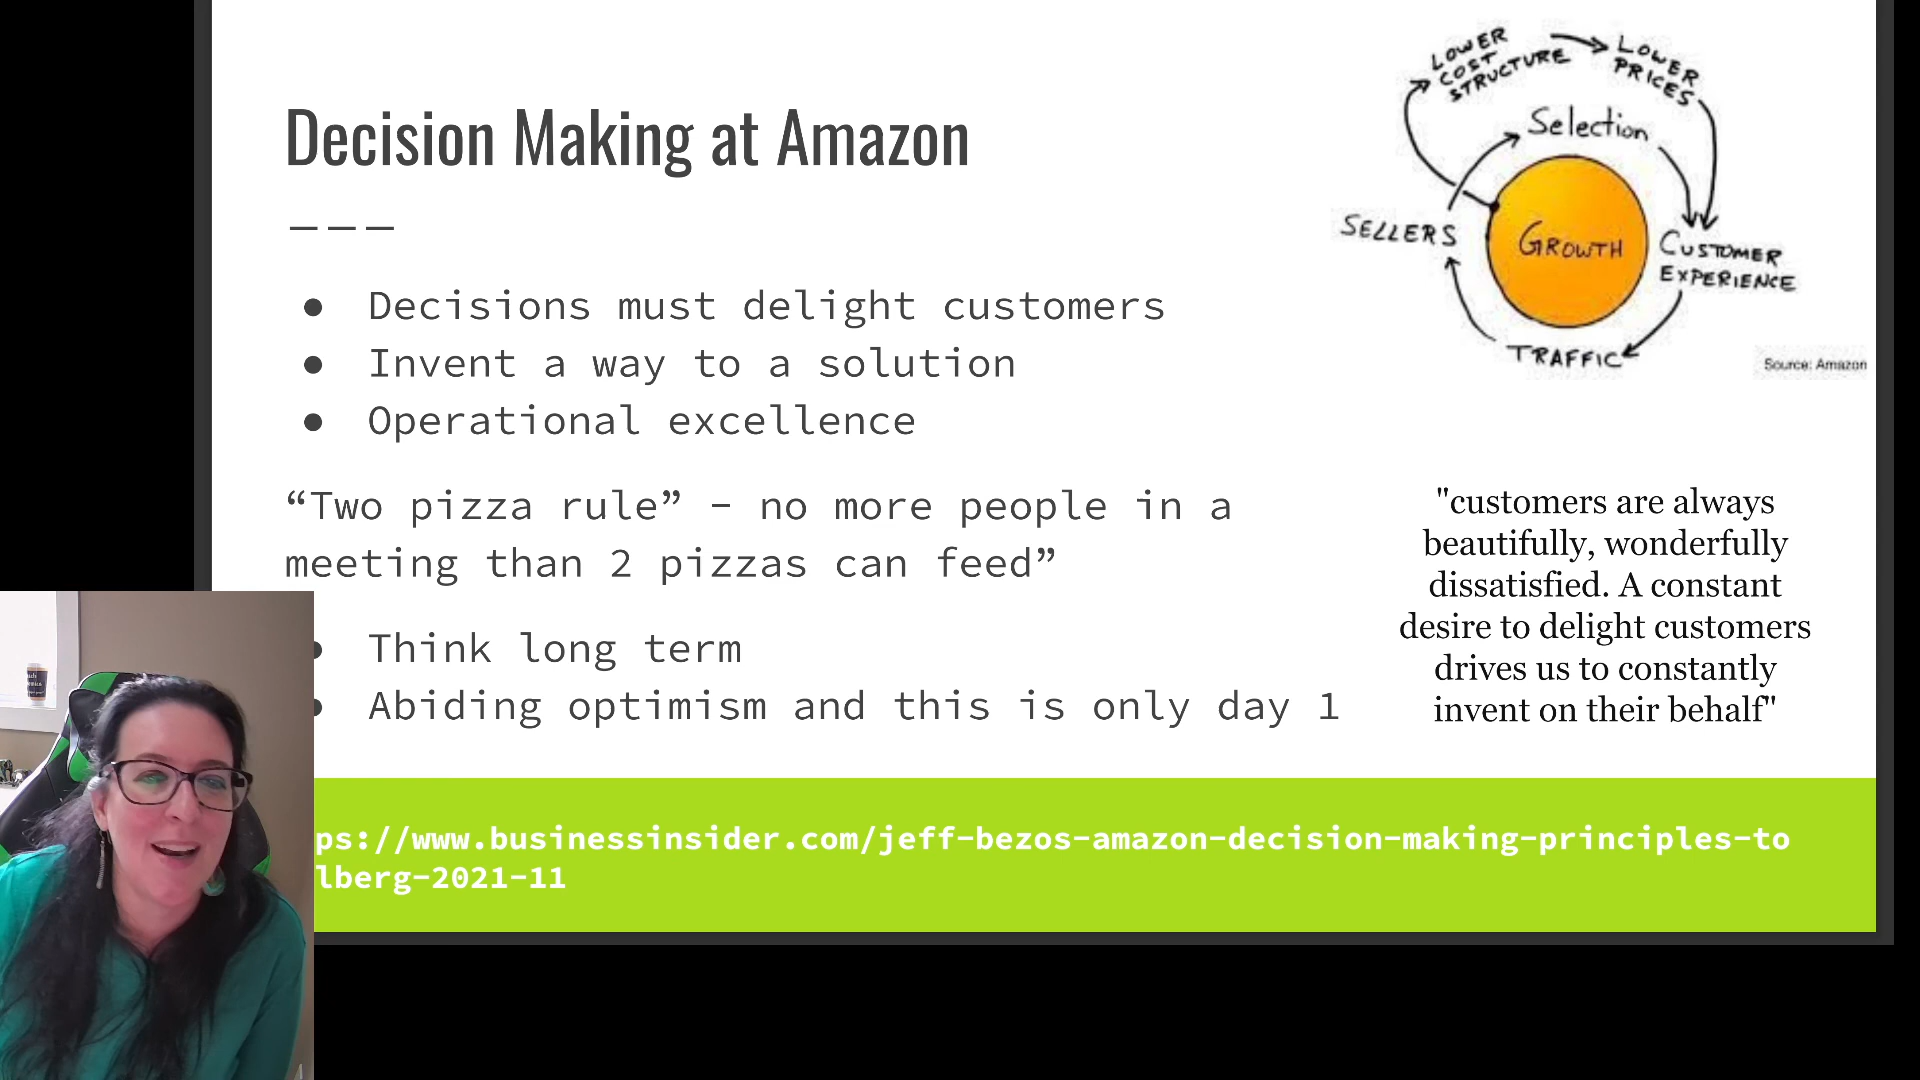 Decision Making at Amazon
Decisions must delight customers
Invent a way to a solution
Operational excellence
“Two pizza rule” – no more people in a
meeting than 2 pizzas can feed”
Think long term
Abiding optimism and this is only day 1
LOWER
COST
STRUCTURE
LOWER
PRICES
Selection
SELLERS
GROWTH
CUSTOMER
EXPERIENCE
TRAFFIC
Source: Amazon
"customers are always
beautifully, wonderfully
dissatisfied. A constant
desire to delight customers
drives us to constantly
invent on their behalf"
ps://www.businessinsider.com/jeff-bezos-amazon-decision-making-principles-to
lberg-2021-11